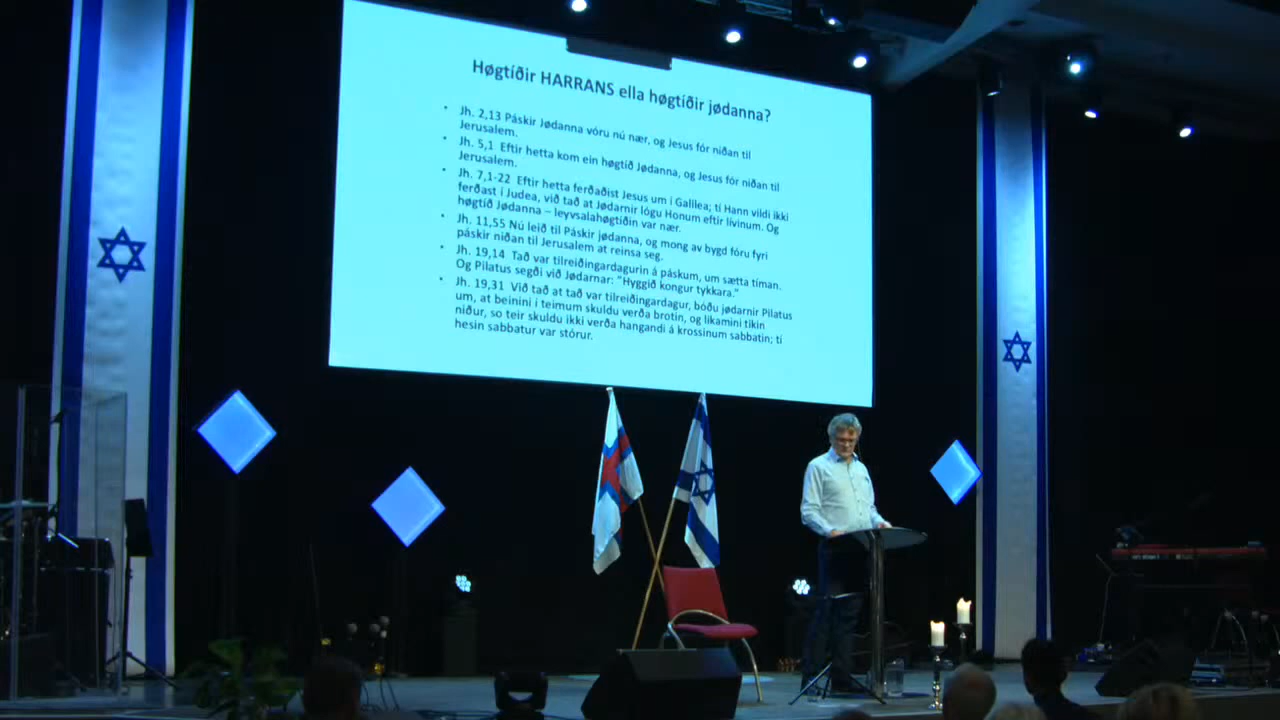 Høgtíðir HARRANS ella høgtíðir jødanna?
• Jh. 2,13 Páskir Jødanna vóru nú nær, og Jesus fór niðan til
Jerusalem.
• Jh. 5,1 Eftir hetta kom ein høgtíð Jødanna, og Jesus fór niðan til
Jerusalem.
• Jh. 7,1-22 Eftir hetta ferðaðist Jesus um í Galilea; tí Hann vildi ikki
ferðast í Judea, við tað at Jødarnir lógu Honum eftir lívinum. Og
høgtíð Jødanna – leyvsalahøgtíðin var nær.
• Jh. 11,55 Nú leið til Páskir jødanna, og mong av bygd fóru fyri
páskir niðan til Jerusalem at reinsa seg.
• Jh. 19,14 Tað var tilreiðingardagurin á páskum, um sætta tíman.
Og Pilatus segði við Jødarnar: “Hyggið kongur tykkara.”
• Jh. 19,31 Við tað at tað var tilreiðingardagur, bóðu jødarnir Pilatus
um, at beinini í teimum skuldu verða brotin, og likamini tikin
niður, so teir skuldu ikki verða hangandi á krossinum sabbatin; tí
hesin sabbatur var stórur.